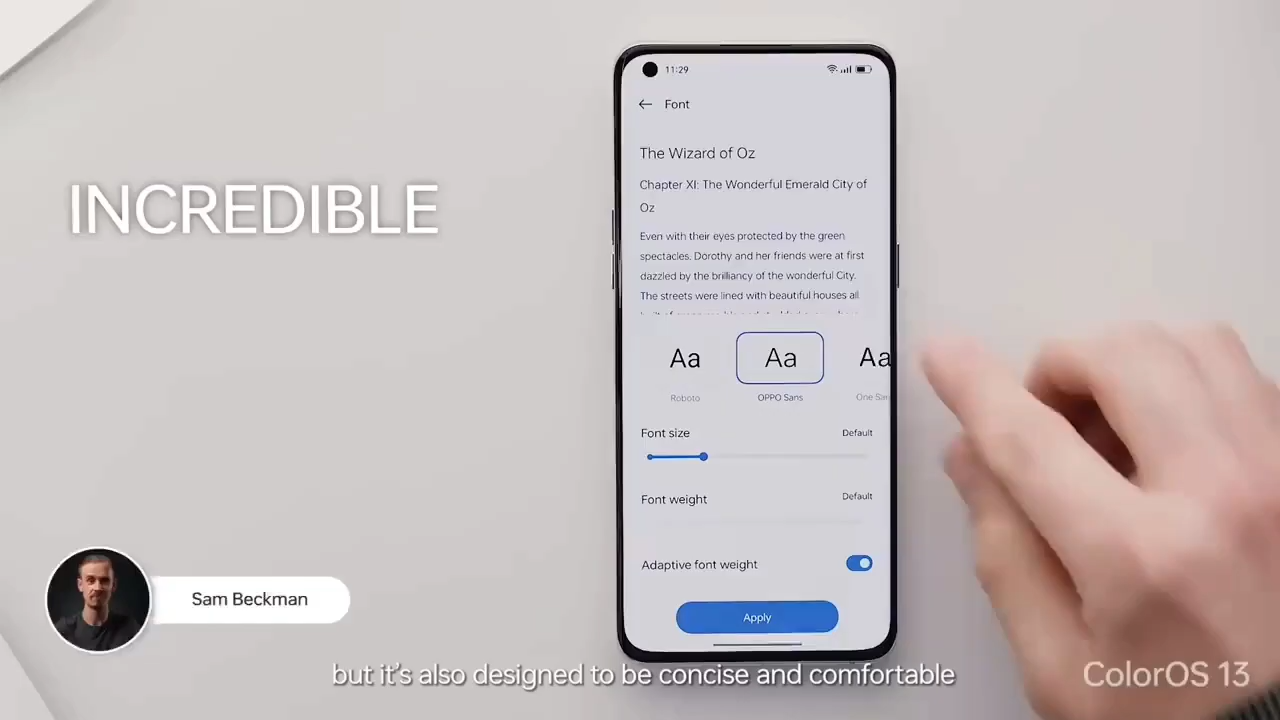 INCREDIBLE
11:29
Font
The Wizard of Oz
Chapter XI: The Wonderful Emerald City of
Oz
Even with their eyes protected by the green
spectacles. Dorothy and her friends were at first
dazzled by the brilliancy of the wonderful City.
The streets were lined with beautiful houses all
Aa Aa Aa
Roboto OPPO Sans One
Font size Default
Font weight Default
Adaptive font weight
Apply
Sam Beckman
but it's also designed to be concise and comfortable
ColorOS 13